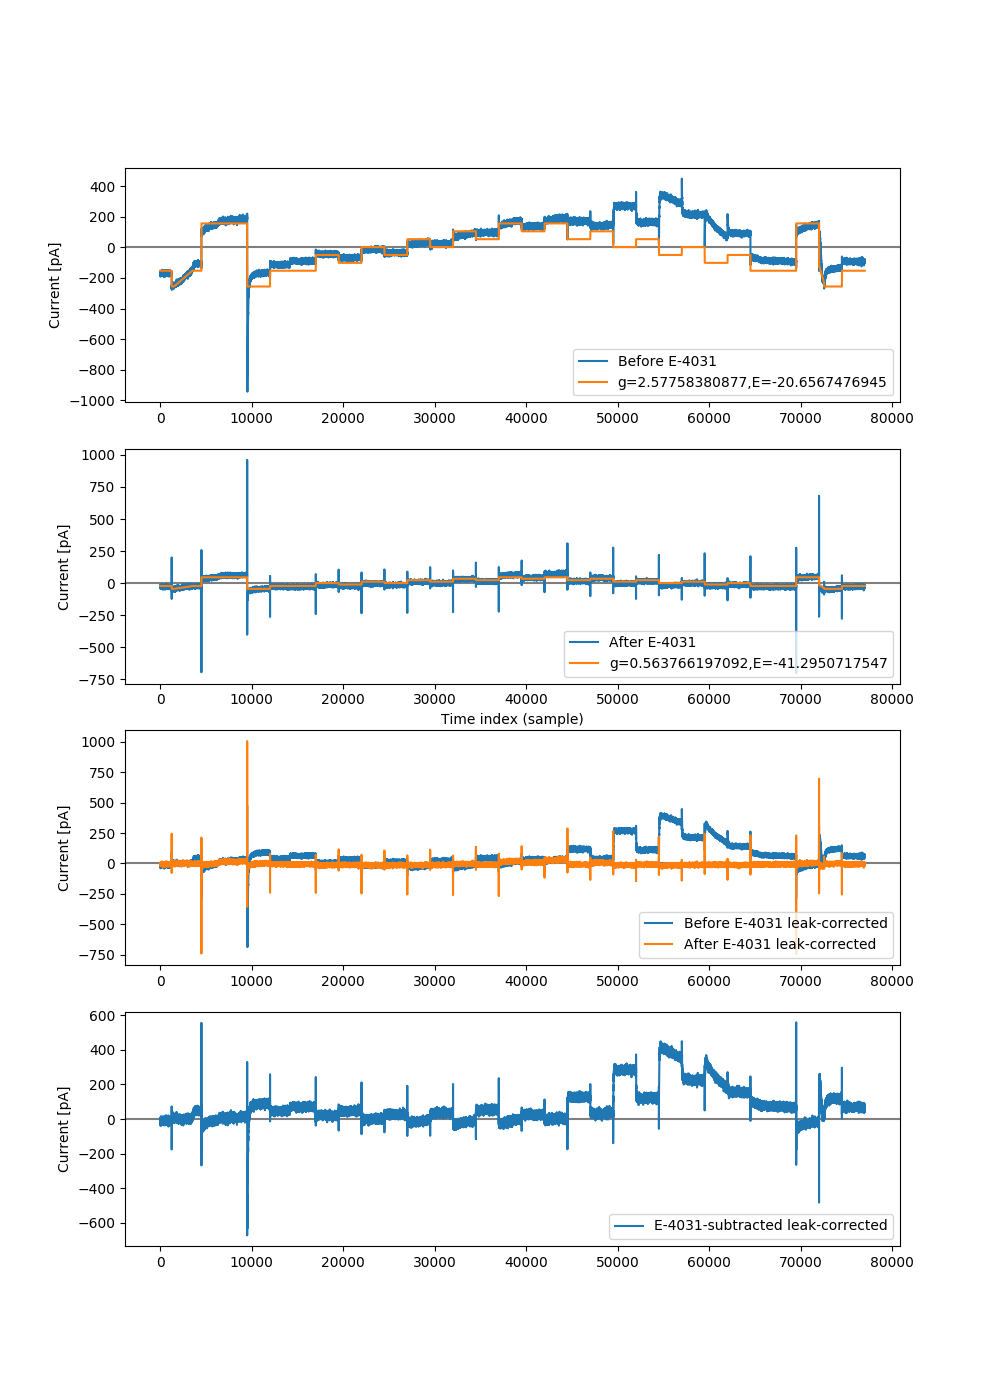 400
200
0
−200
−400
−600
−800
−1000
Current [pA]
Before E-4031
g=2.57758380877,E=-20.6567476945
0 10000 20000 30000 40000 50000 60000 70000 80000
1000
750
500
250
0
−250
−500
−750
Current [pA]
After E-4031
g=0.563766197092,E=-41.2950717547
0 10000 20000 30000 40000 50000 60000 70000 80000
Time index (sample)
1000
750
500
250
0
−250
−500
−750
Current [pA]
Before E-4031 leak-corrected
After E-4031 leak-corrected
0 10000 20000 30000 40000 50000 60000 70000 80000
600
400
200
0
−200
−400
−600
Current [pA]
E-4031-subtracted leak-corrected
0 10000 20000 30000 40000 50000 60000 70000 80000